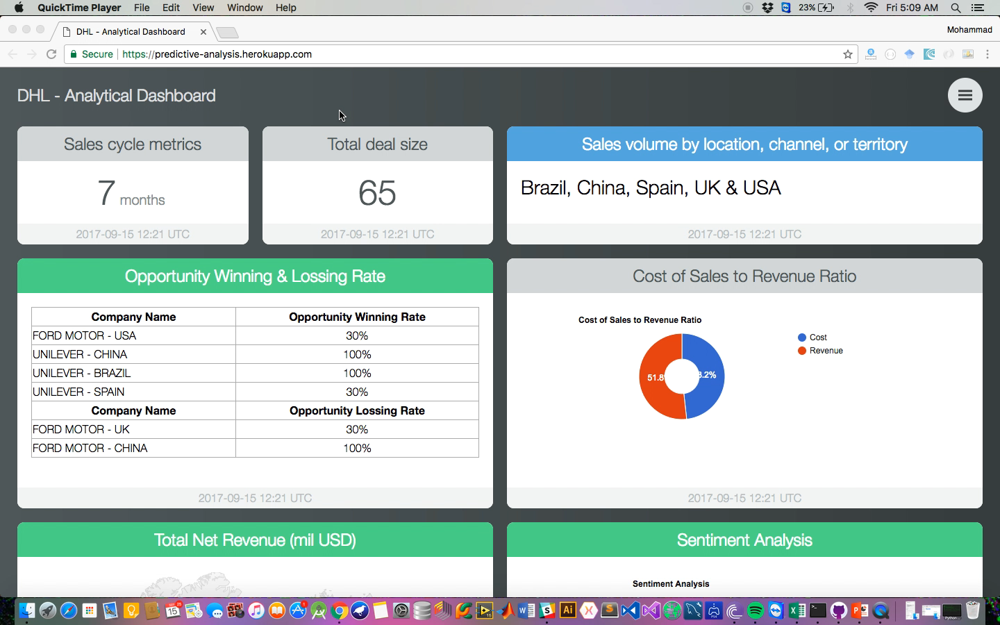 QuickTime Player File Edit View Window Help 23% Fri 5:09 AM
DHL - Analytical Dashboard
Mohammad
Secure https://predictive-analysis.herokuapp.com
DHL - Analytical Dashboard
Sales cycle metrics
7 months
2017-09-15 12:21 UTC
Total deal size
65
2017-09-15 12:21 UTC
Sales volume by location, channel, or territory
Brazil, China, Spain, UK & USA
2017-09-15 12:21 UTC
Opportunity Winning & Lossing Rate
Company Name Opportunity Winning Rate
FORD MOTOR - USA 30%
UNILEVER - CHINA 100%
UNILEVER - BRAZIL 100%
UNILEVER - SPAIN 30%
Company Name Opportunity Lossing Rate
FORD MOTOR - UK 30%
FORD MOTOR - CHINA 100%
2017-09-15 12:21 UTC
Cost of Sales to Revenue Ratio
Cost of Sales to Revenue Ratio
Cost
Revenue
51.8 .2%
2017-09-15 12:21 UTC
Total Net Revenue (mil USD)
Sentiment Analysis
Sentiment Analysis